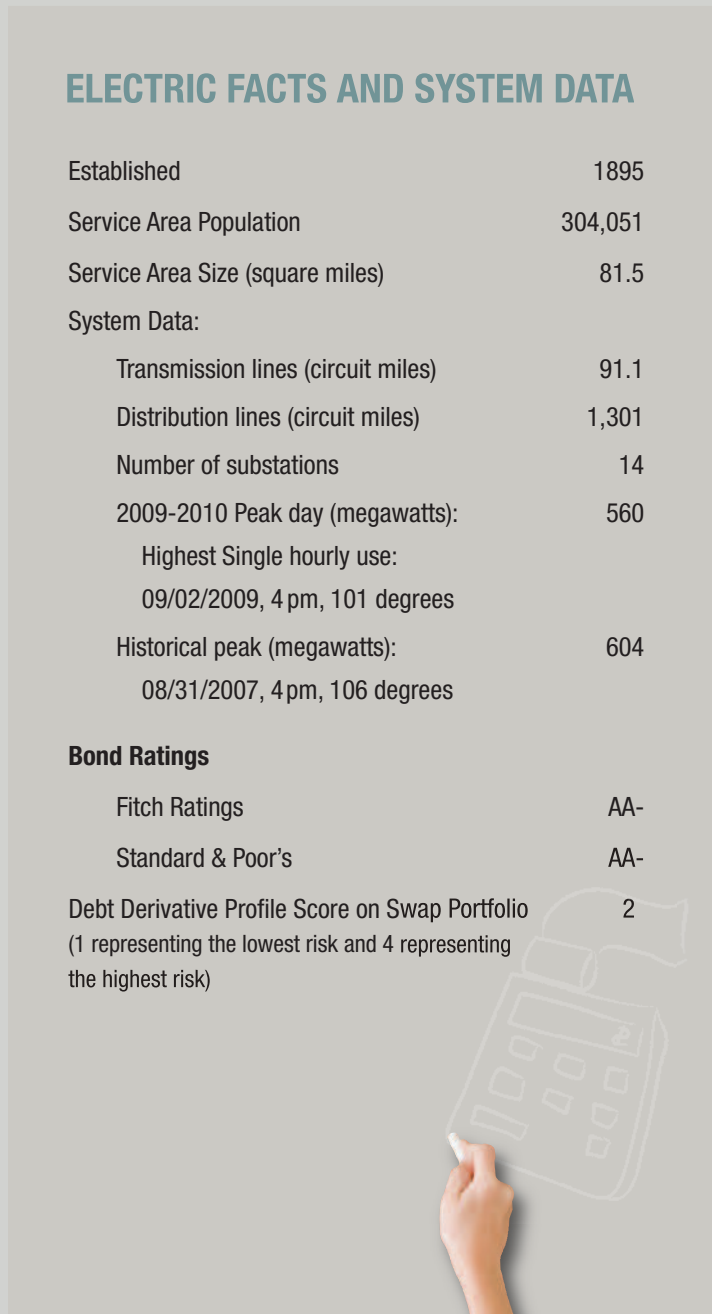 ELECTRIC FACTS AND SYSTEM DATA
Established 1895
Service Area Population 304,051
Service Area Size (square miles) 81.5
System Data:
Transmission lines (circuit miles) 91.1
Distribution lines (circuit miles) 1,301
Number of substations 14
2009-2010 Peak day (megawatts): 560
Highest Single hourly use:
09/02/2009, 4 pm, 101 degrees
Historical peak (megawatts): 604
08/31/2007, 4 pm, 106 degrees
Bond Ratings
Fitch Ratings AA-
Standard & Poor's AA-
Debt Derivative Profile Score on Swap Portfolio 2
(1 representing the lowest risk and 4 representing
the highest risk)